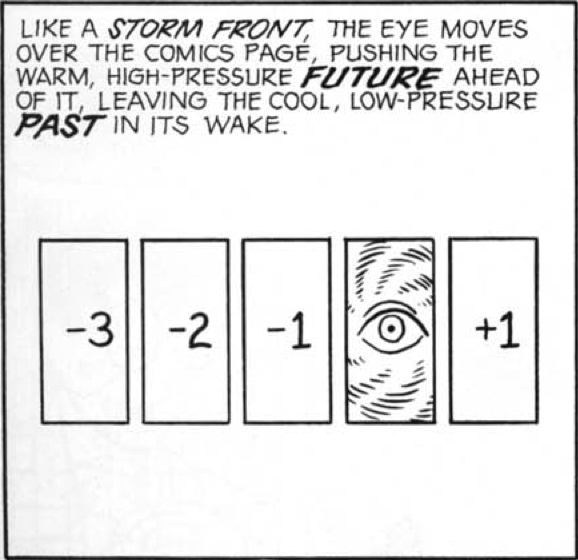 LIKE A STORM FRONT, THE EYE MOVES
OVER THE COMICS PAGE, PUSHING THE
WARM, HIGH-PRESSURE FUTURE AHEAD
OF IT, LEAVING THE COOL, LOW-PRESSURE
PAST IN ITS WAKE.
-3 -2 -1 +1